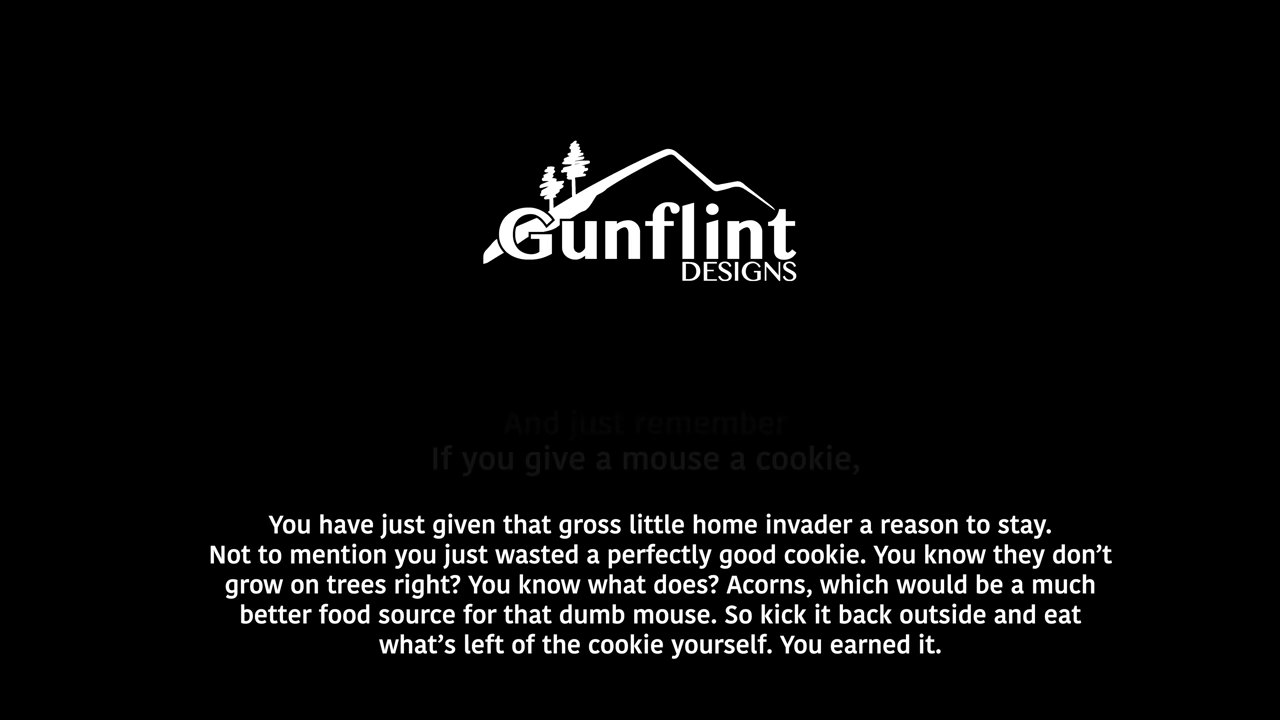 Gunflint
DESIGNS
And just remember
If you give a mouse a cookie,
You have just given that gross little home invader a reason to stay.
Not to mention you just wasted a perfectly good cookie. You know they don’t
grow on trees right? You know what does? Acorns, which would be a much
better food source for that dumb mouse. So kick it back outside and eat
what’s left of the cookie yourself. You earned it.